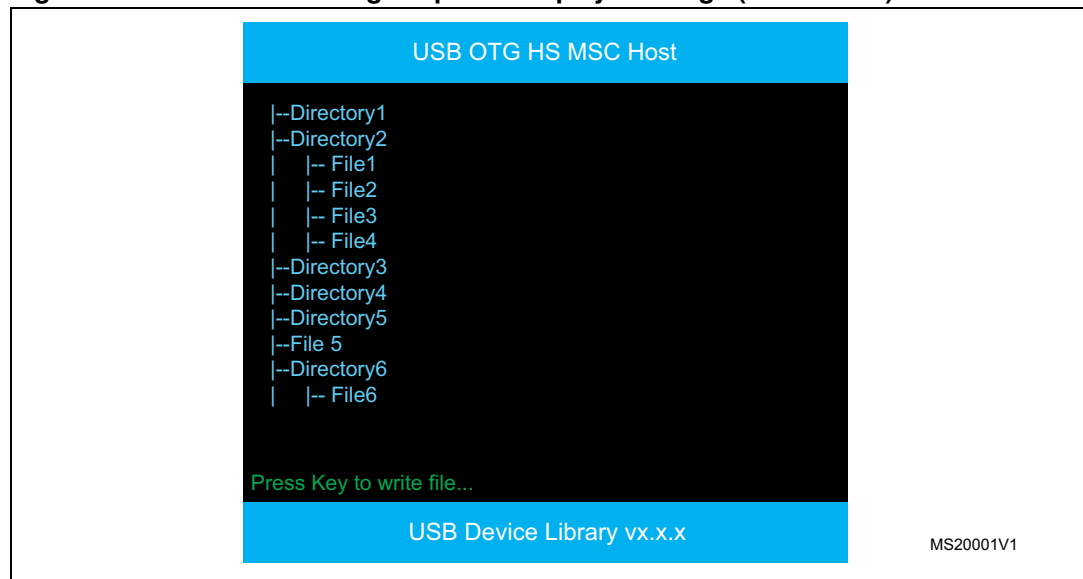 USB OTG HS MSC Host
|--Directory1
|--Directory2
|    |-- File1
|    |-- File2
|    |-- File3
|    |-- File4
|--Directory3
|--Directory4
|--Directory5
|--File 5
|--Directory6
|    |-- File6
Press Key to write file...
USB Device Library vx.x.x
MS20001V1